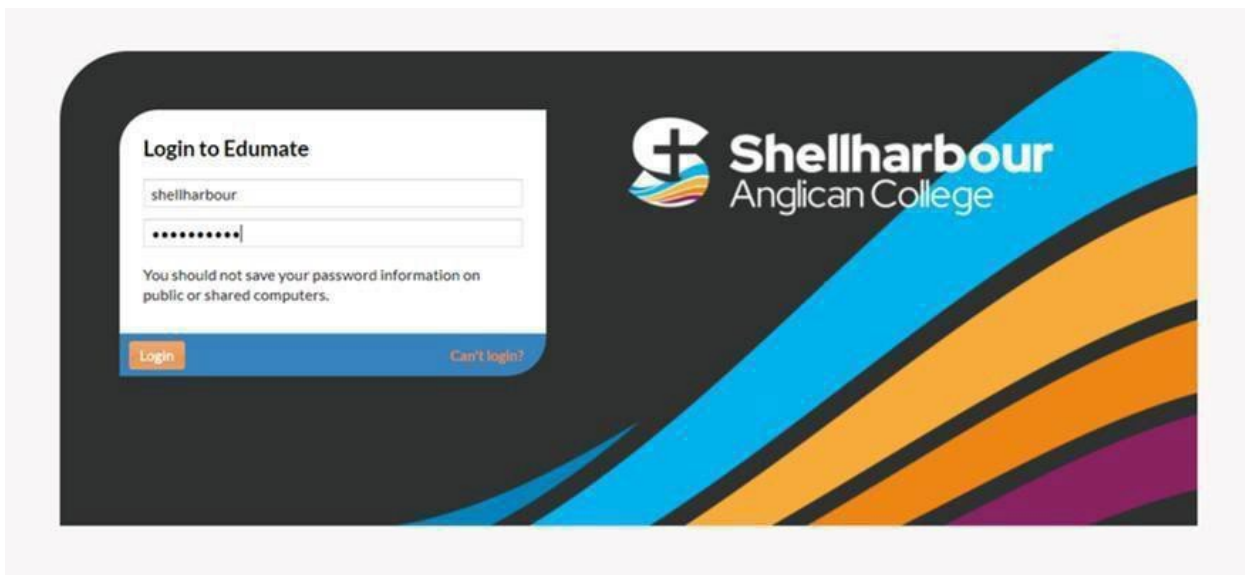 Login to Edumate
shellharbour
••••••••••
You should not save your password information on
public or shared computers.
Login
Can't login?
Shellharbour
Anglican College